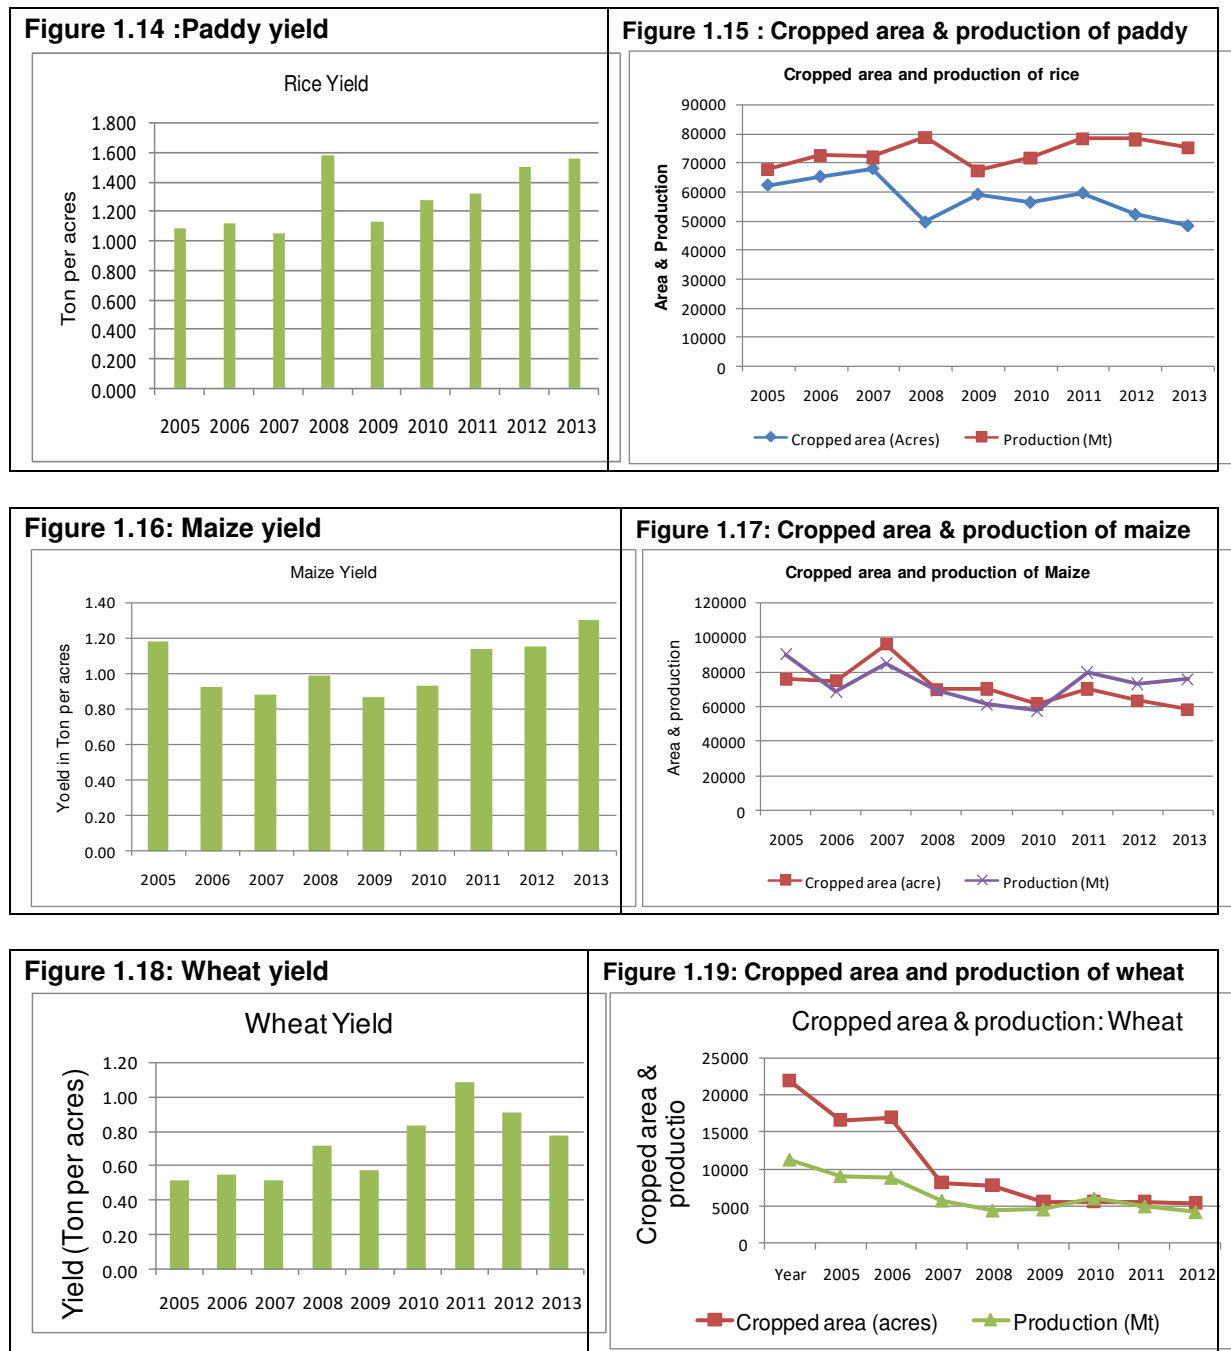 Figure 1.14 :Paddy yield
Rice Yield
Ton per acres
1.800
1.600
1.400
1.200
1.000
0.800
0.600
0.400
0.200
0.000
2005 2006 2007 2008 2009 2010 2011 2012 2013
Figure 1.15 : Cropped area & production of paddy
Cropped area and production of rice
Area & Production
90000
80000
70000
60000
50000
40000
30000
20000
10000
0
2005 2006 2007 2008 2009 2010 2011 2012 2013
Cropped area (Acres) Production (Mt)
Figure 1.16: Maize yield
Maize Yield
Yoeld in Ton per acres
1.40
1.20
1.00
0.80
0.60
0.40
0.20
0.00
2005 2006 2007 2008 2009 2010 2011 2012 2013
Figure 1.17: Cropped area & production of maize
Cropped area and production of Maize
Area & production
120000
100000
80000
60000
40000
20000
0
2005 2006 2007 2008 2009 2010 2011 2012 2013
Cropped area (acre) Production (Mt)
Figure 1.18: Wheat yield
Wheat Yield
Yield (Ton per acres)
1.20
1.00
0.80
0.60
0.40
0.20
0.00
2005 2006 2007 2008 2009 2010 2011 2012 2013
Figure 1.19: Cropped area and production of wheat
Cropped area & production: Wheat
Cropped area &
productio
25000
20000
15000
10000
5000
0
Year 2005 2006 2007 2008 2009 2010 2011 2012
Cropped area (acres) Production (Mt)